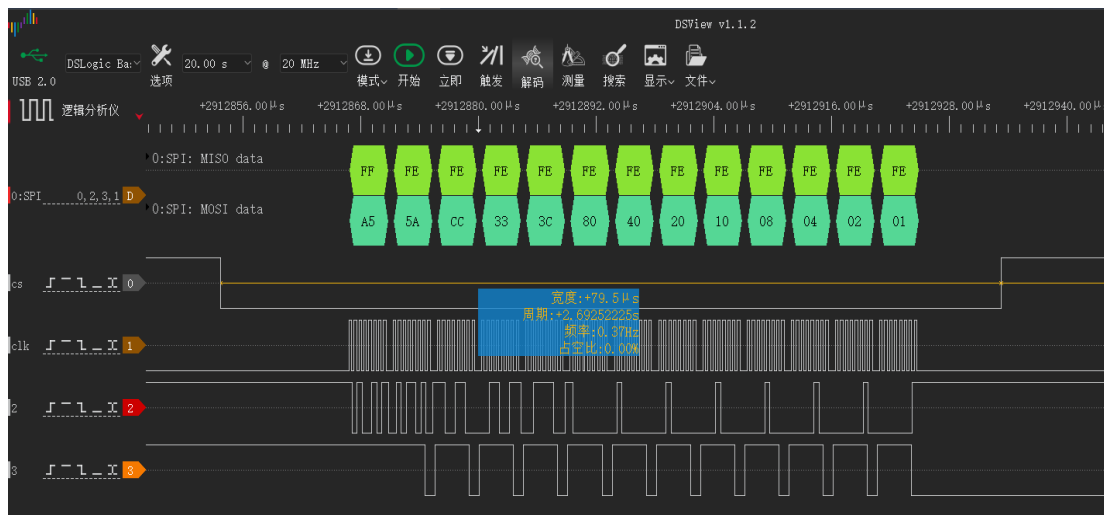 DSView v1.1.2
USB 2.0
DSLogic Ba:
选项
20.00 s @ 20 MHz
模式 开始 立即 触发 解码 测量 搜索 显示 文件
逻辑分析仪
+2912856.00μs +2912868.00μs +2912880.00μs +2912892.00μs +2912904.00μs +2912916.00μs +2912928.00μs +2912940.00μ
0:SPI: MISO data
FF FE FE FE FE FE FE FE FE FE FE FE FE
0:SPI 0,2,3,1 D
0:SPI: MOSI data
A5 5A CC 33 3C 80 40 20 10 08 04 02 01
cs 0
宽度:+79.5μs
周期:+2.69252225s
频率:0.37Hz
占空比:0.00%
clk 1
2 2
3 3